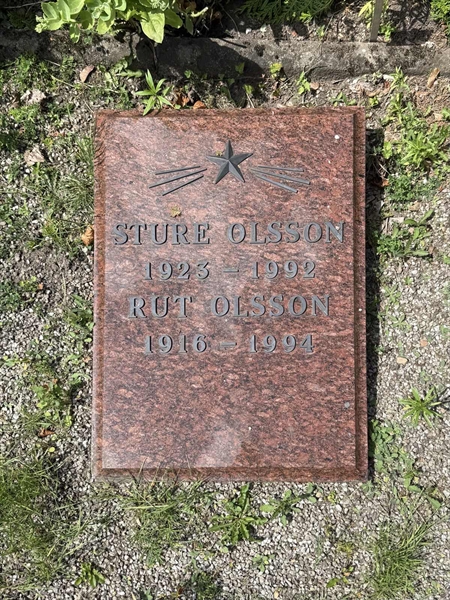 STURE OLSSON
1923 – 1992
RUT OLSSON
1916 – 1994